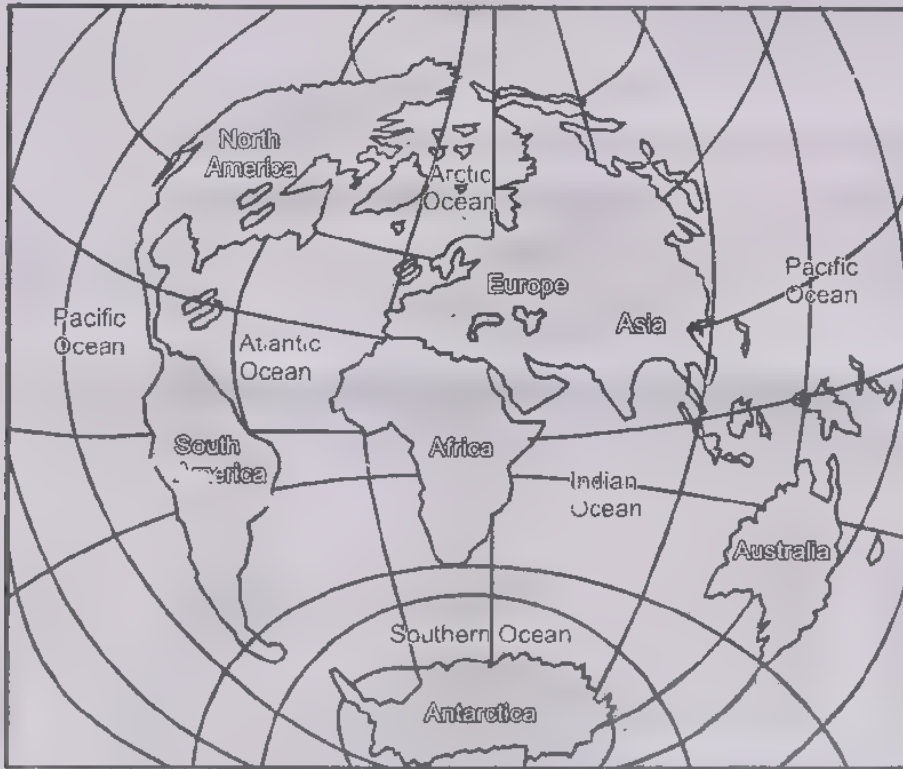 North
America
Arctic
Ocean
Europe
Asia
Pacific
Ocean
Pacific
Ocean
Atlantic
Ocean
South
America
Africa
Indian
Ocean
Australia
Southern Ocean
Antarctica